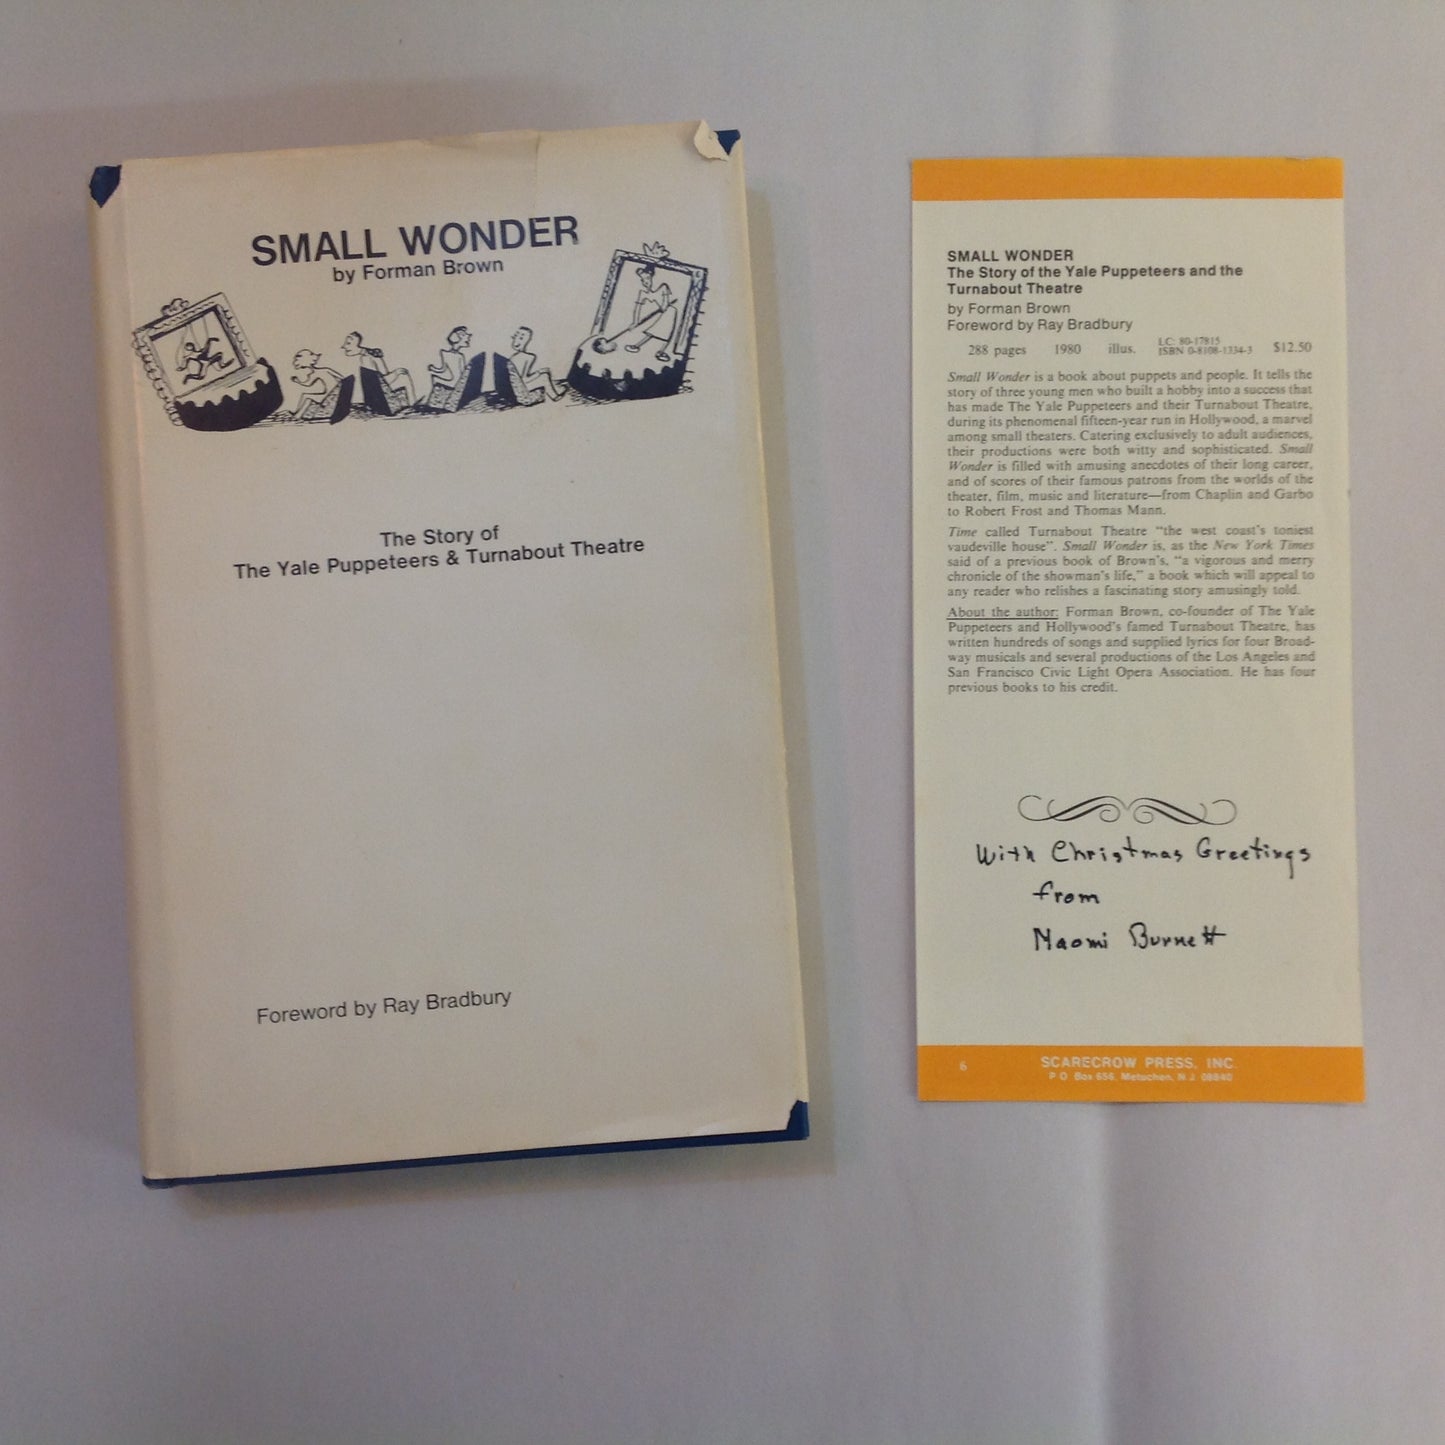 SMALL WONDER
by Forman Brown
The Story of
The Yale Puppeteers & Turnabout Theatre
Foreword by Ray Bradbury
SMALL WONDER
The Story of the Yale Puppeteers and the
Turnabout Theatre
by Forman Brown
Foreword by Ray Bradbury
288 pages 1980 illus. LC: 80-17815 $12.50
ISBN 0-8108-1334-3
Small Wonder is a book about puppets and people. It tells the
story of three young men who built a hobby into a success that
has made The Yale Puppeteers and their Turnabout Theatre,
during its phenomenal fifteen-year run in Hollywood, a marvel
among small theaters. Catering exclusively to adult audiences,
their productions were both witty and sophisticated. Small
Wonder is filled with amusing anecdotes of their long career,
and of scores of their famous patrons from the worlds of the
theater, film, music and literature—from Chaplin and Garbo
to Robert Frost and Thomas Mann.
Time called Turnabout Theatre "the west coast's toniest
vaudeville house". Small Wonder is, as the New York Times
said of a previous book of Brown's, "a vigorous and merry
chronicle of the showman's life," a book which will appeal to
any reader who relishes a fascinating story amusingly told.
About the author: Forman Brown, co-founder of The Yale
Puppeteers and Hollywood's famed Turnabout Theatre, has
written hundreds of songs and supplied lyrics for four Broad-
way musicals and several productions of the Los Angeles and
San Francisco Civic Light Opera Association. He has four
previous books to his credit.
With Christmas Greetings
from
Naomi Burnett
6 SCARECROW PRESS, INC.
P.O. Box 656, Metuchen, N.J. 08840